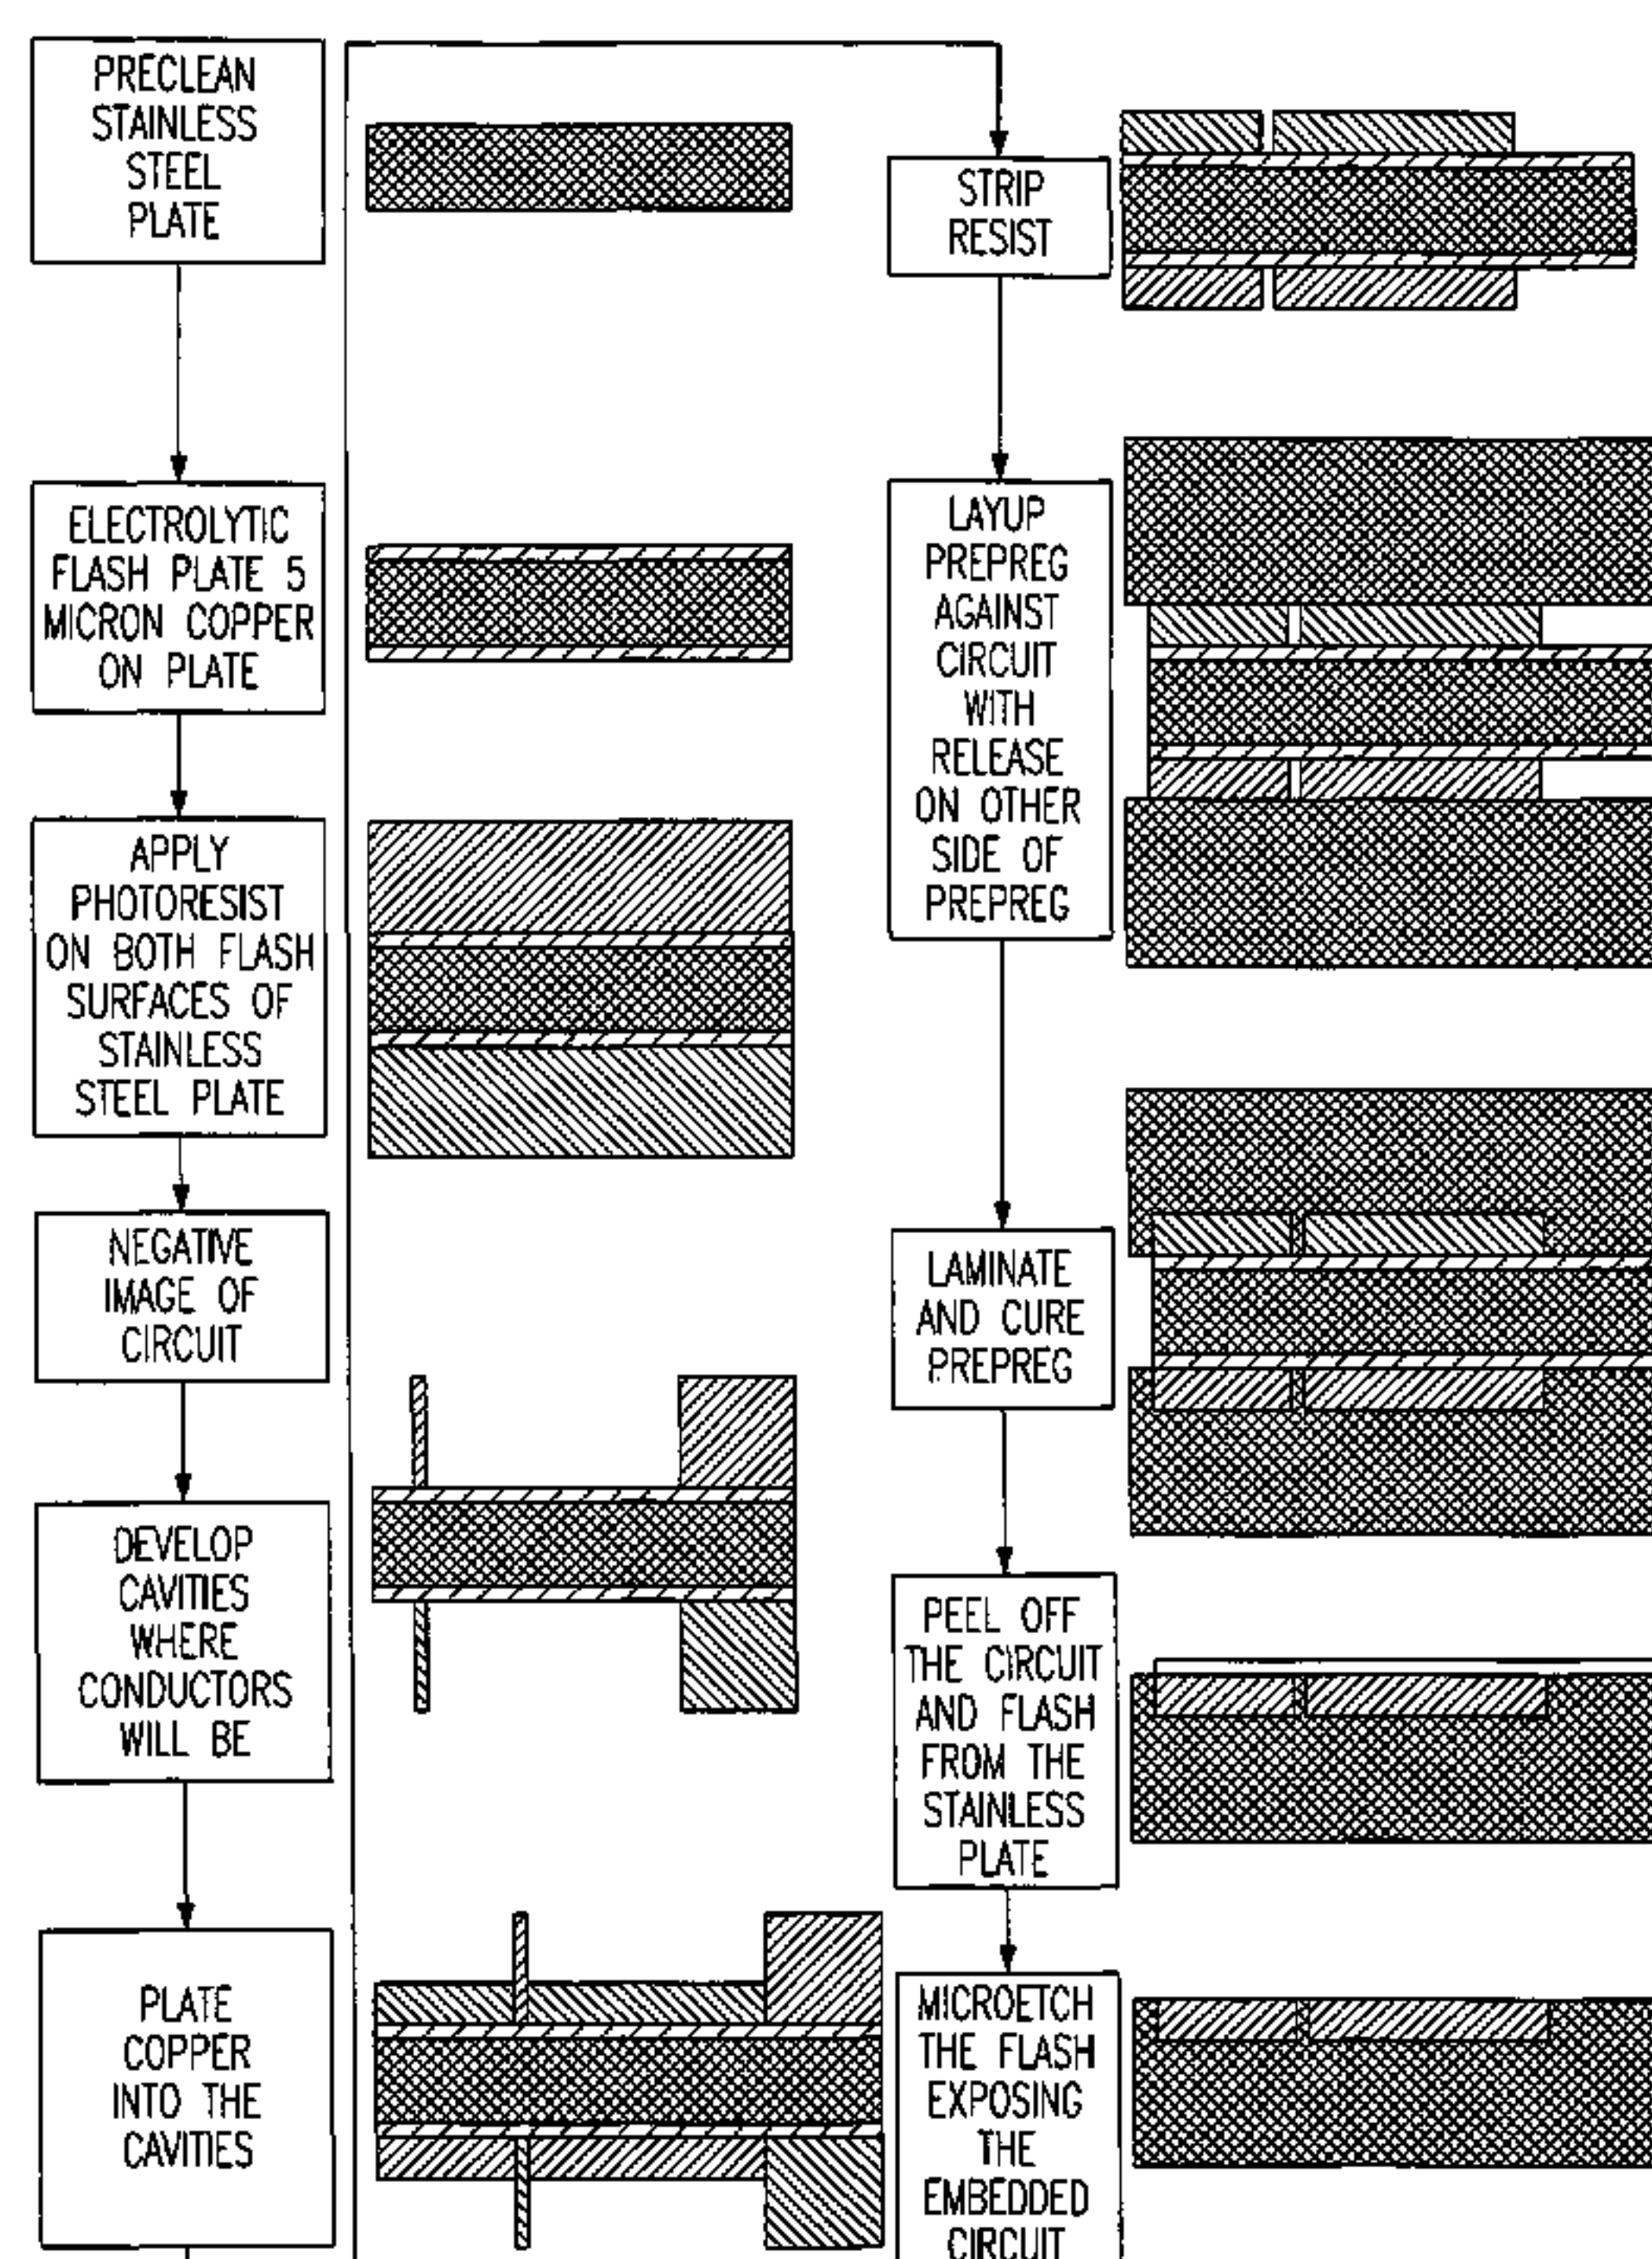 PRECLEAN
STAINLESS
STEEL
PLATE
ELECTROLYTIC
FLASH PLATE 5
MICRON COPPER
ON PLATE
APPLY
PHOTORESIST
ON BOTH FLASH
SURFACES OF
STAINLESS
STEEL PLATE
NEGATIVE
IMAGE OF
CIRCUIT
DEVELOP
CAVITIES
WHERE
CONDUCTORS
WILL BE
PLATE
COPPER
INTO THE
CAVITIES
STRIP
RESIST
LAYUP
PREPREG
AGAINST
CIRCUIT
WITH
RELEASE
ON OTHER
SIDE OF
PREPREG
LAMINATE
AND CURE
PREPREG
PEEL OFF
THE CIRCUIT
AND FLASH
FROM THE
STAINLESS
PLATE
MICROETCH
THE FLASH
EXPOSING
THE
EMBEDDED
CIRCUIT